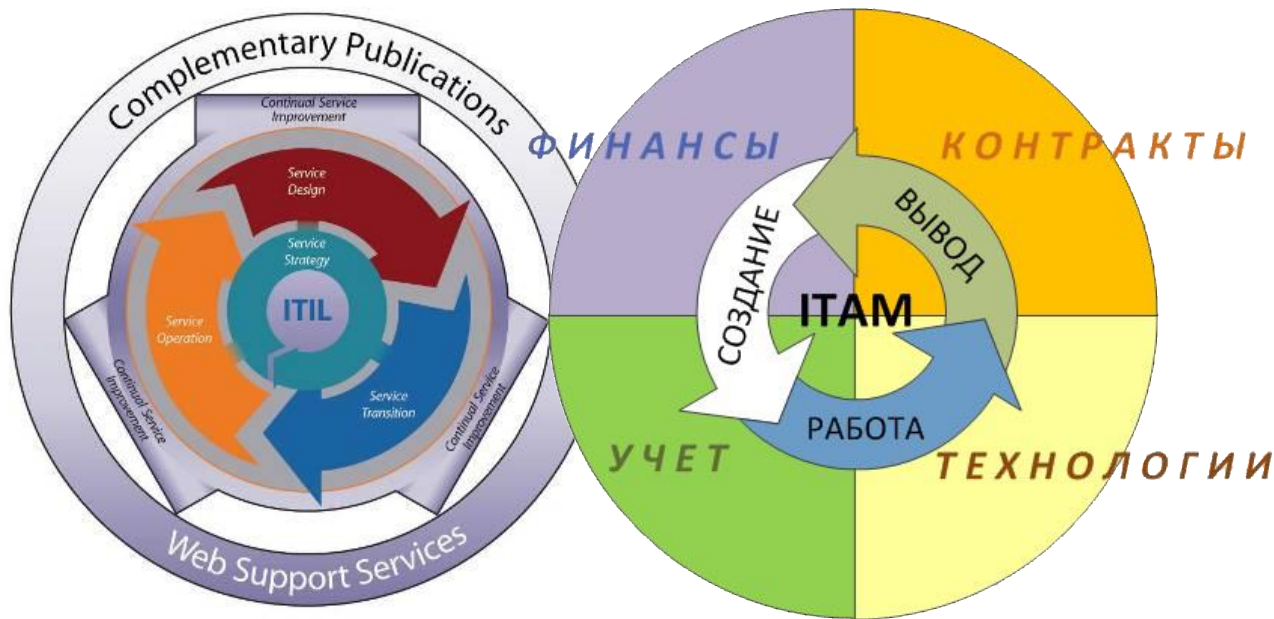 Complementary Publications
Continual Service
Improvement
Service
Design
Service
Strategy
ITIL
Service
Operation
Service
Transition
Continual Service
Improvement
Continual Service
Improvement
Web Support Services
ФИНАНСЫ
КОНТРАКТЫ
СОЗДАНИЕ
ВЫВОД
ITAM
РАБОТА
УЧЕТ
ТЕХНОЛОГИИ